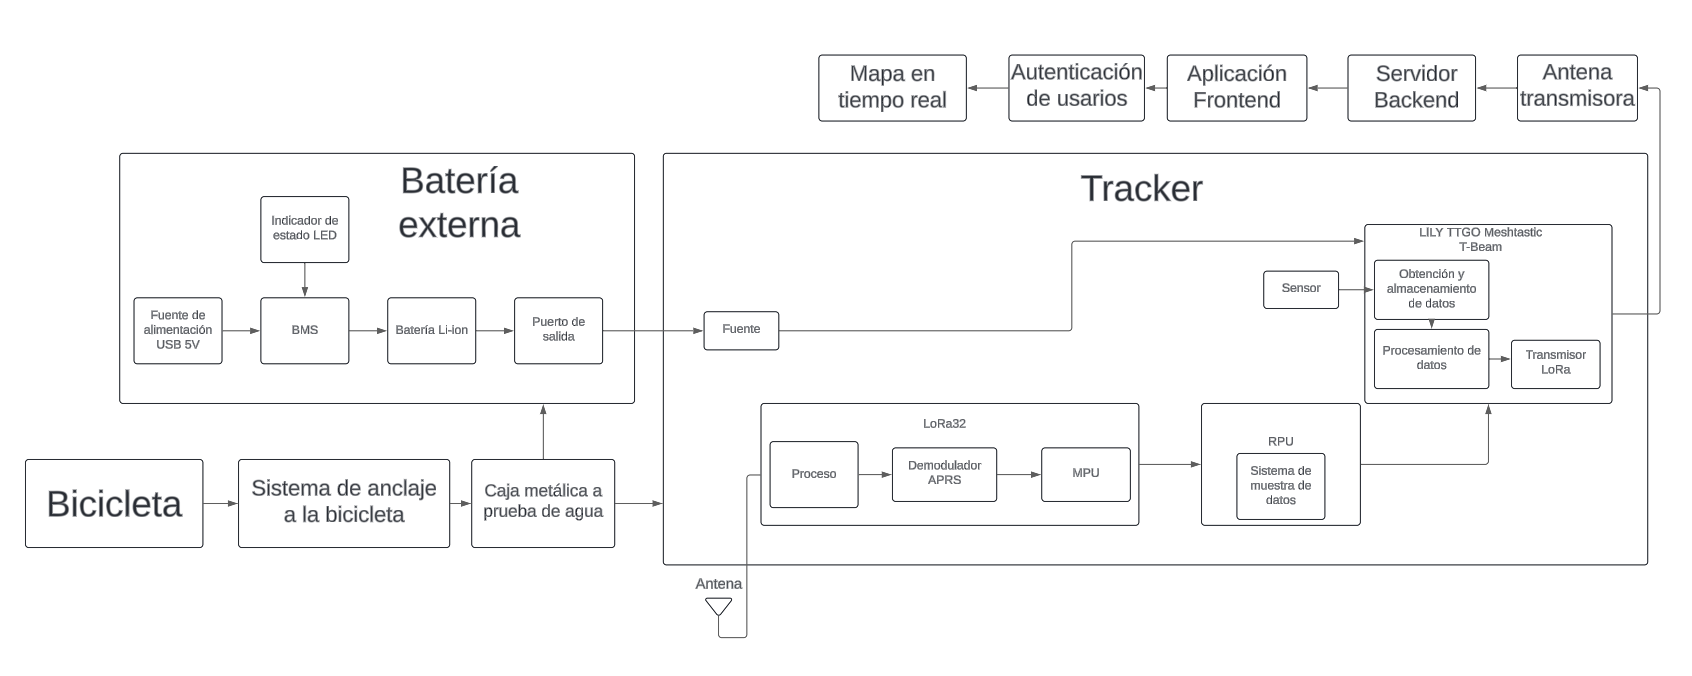 Mapa en
tiempo real
Autenticación
de usarios
Aplicación
Frontend
Servidor
Backend
Antena
transmisora
Batería
externa
Indicador de
estado LED
Fuente de
alimentación
USB 5V
BMS
Batería Li-ion
Puerto de
salida
Tracker
Fuente
Sensor
LILY TTGO Meshtastic
T-Beam
Obtención y
almacenamiento
de datos
Procesamiento de
datos
Transmisor
LoRa
LoRa32
Proceso
Demodulador
APRS
MPU
RPU
Sistema de
muestra de
datos
Bicicleta
Sistema de anclaje
a la bicicleta
Caja metálica a
prueba de agua
Antena